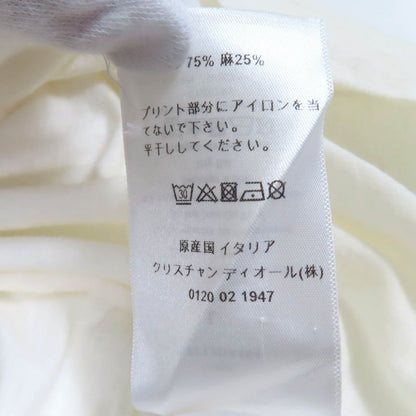 75% 麻25%
プリント部分にアイロンを当
てないで下さい。
平干ししてください。
30
原産国イタリア
クリスチャン ディオール(株)
0120 02 1947